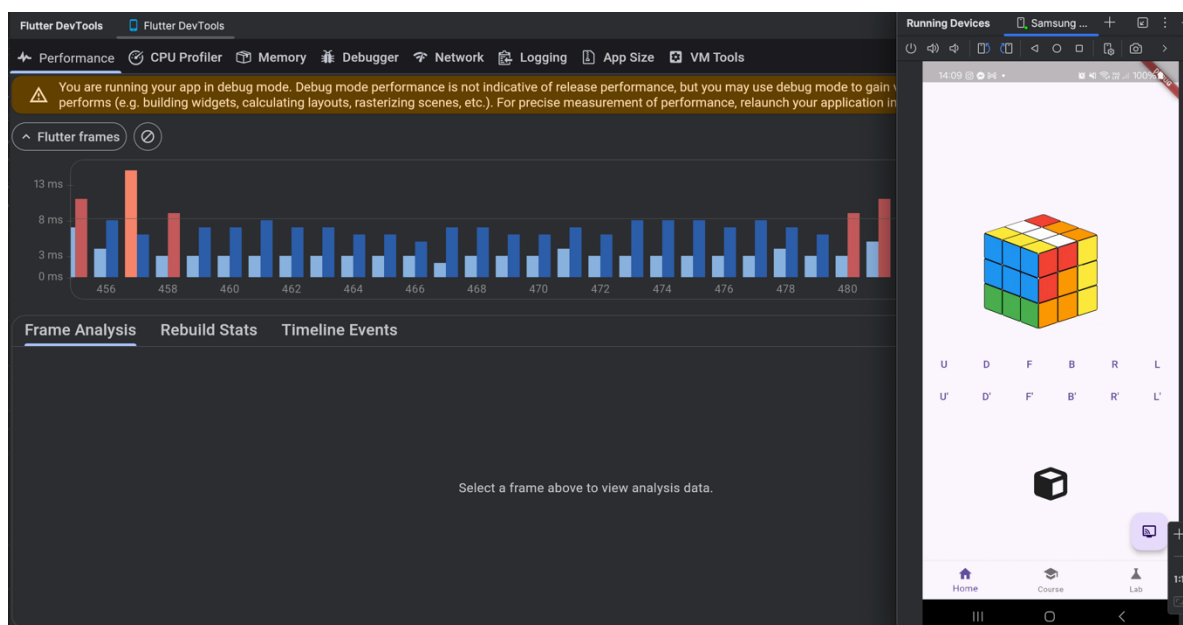 Flutter DevTools
Flutter DevTools
Performance CPU Profiler Memory Debugger Network Logging App Size VM Tools
You are running your app in debug mode. Debug mode performance is not indicative of release performance, but you may use debug mode to gain
performs (e.g. building widgets, calculating layouts, rasterizing scenes, etc.). For precise measurement of performance, relaunch your application in
Flutter frames
13 ms
8 ms
3 ms
0 ms
456 458 460 462 464 466 468 470 472 474 476 478 480
Frame Analysis Rebuild Stats Timeline Events
Select a frame above to view analysis data.
Running Devices Samsung ...
14:09
100%
U D F B R L
U' D' F' B' R' L'
Home Course Lab